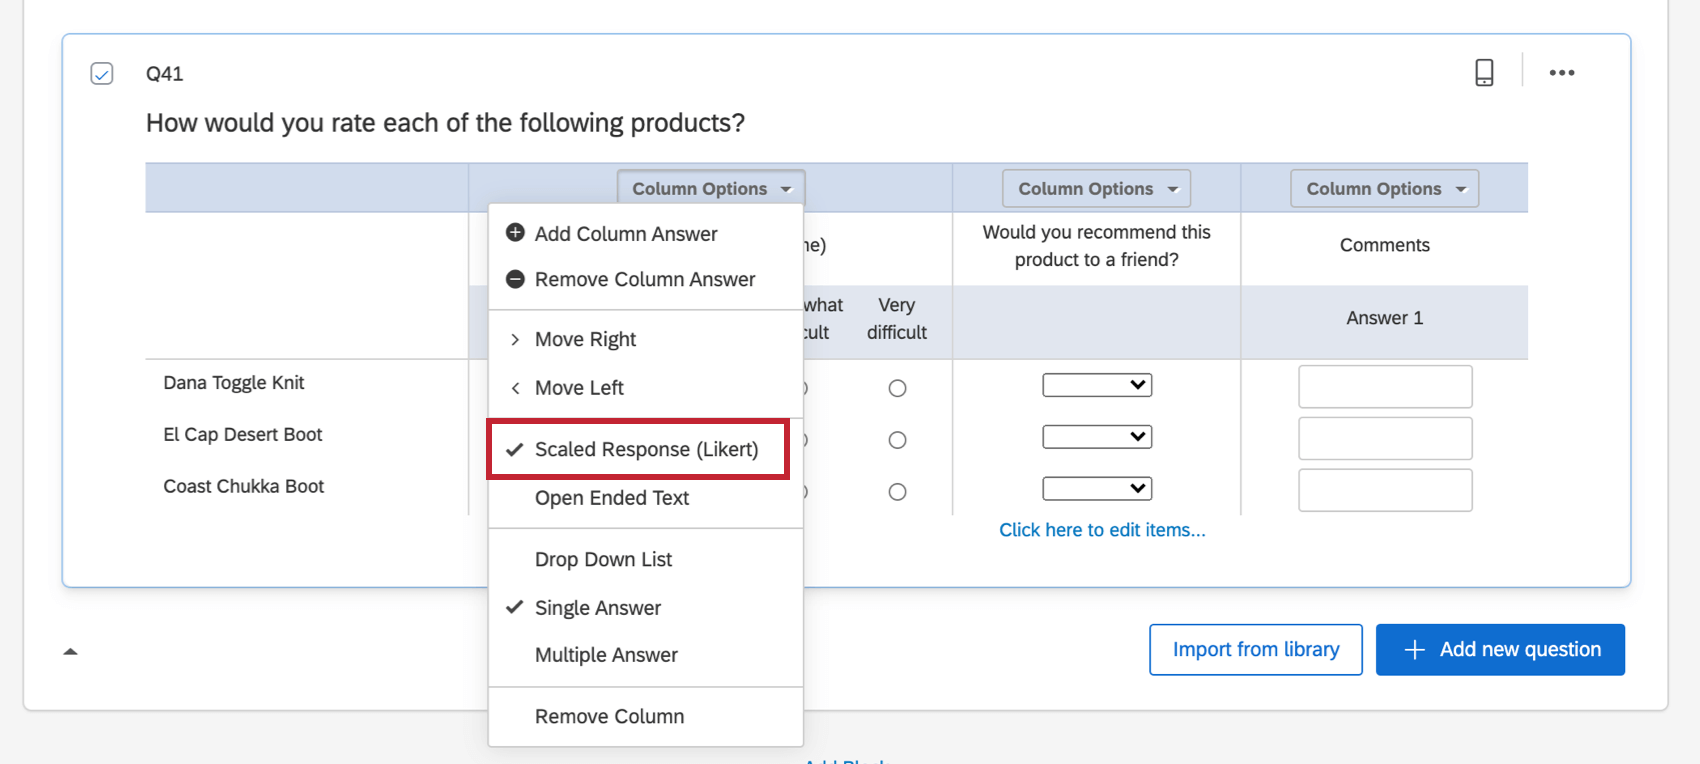 Q41
How would you rate each of the following products?
Column Options
Column Options
Column Options
Add Column Answer
Remove Column Answer
Move Right
Move Left
Scaled Response (Likert)
Open Ended Text
Drop Down List
Single Answer
Multiple Answer
Remove Column
Very
difficult
Would you recommend this
product to a friend?
Comments
Answer 1
Dana Toggle Knit
El Cap Desert Boot
Coast Chukka Boot
Click here to edit items...
Import from library
Add new question